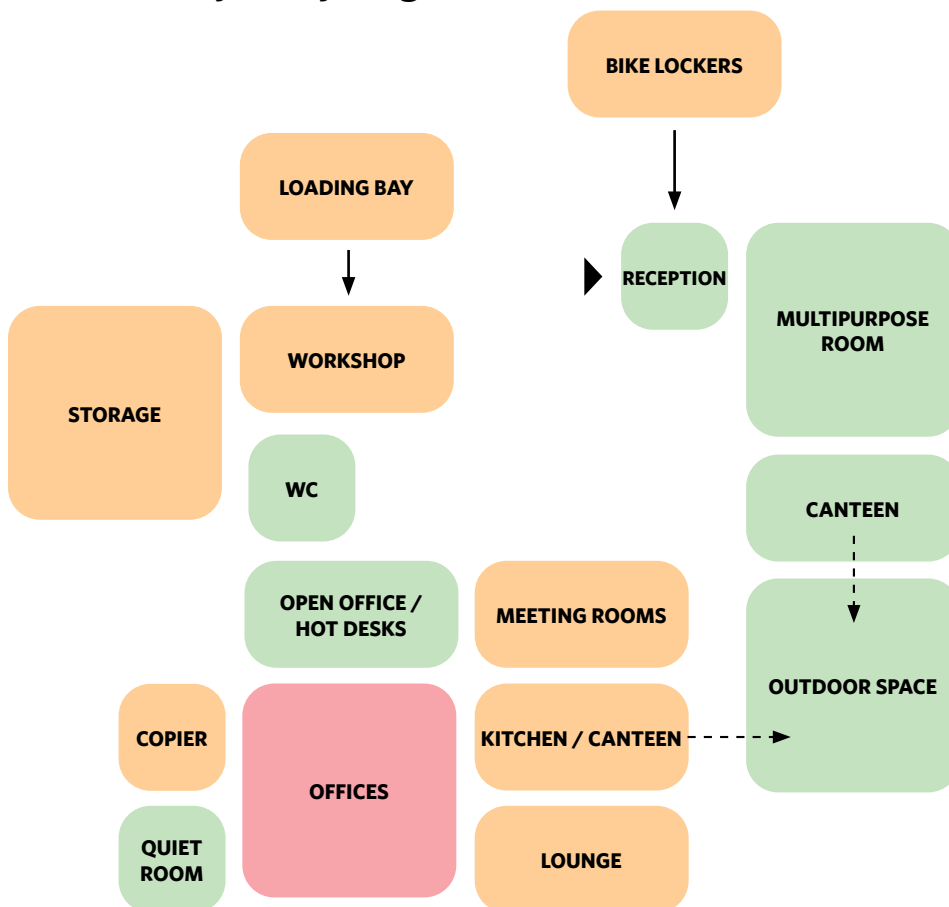 BIKE LOCKERS
LOADING BAY
RECEPTION
MULTIPURPOSE
ROOM
WORKSHOP
STORAGE
WC
CANTEEN
OPEN OFFICE /
HOT DESKS
MEETING ROOMS
OUTDOOR SPACE
COPIER
KITCHEN / CANTEEN
OFFICES
QUIET
ROOM
LOUNGE